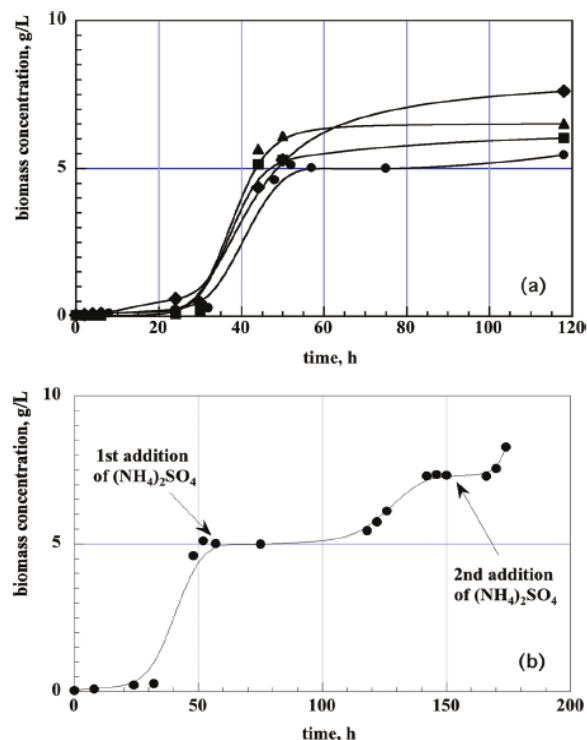 10
5
0
0 20 40 60 80 100 120
biomass concentration, g/L
time, h
(a)
10
5
0
0 50 100 150 200
biomass concentration, g/L
time, h
1st addition
of (NH₄)₂SO₄
2nd addition
of (NH₄)₂SO₄
(b)